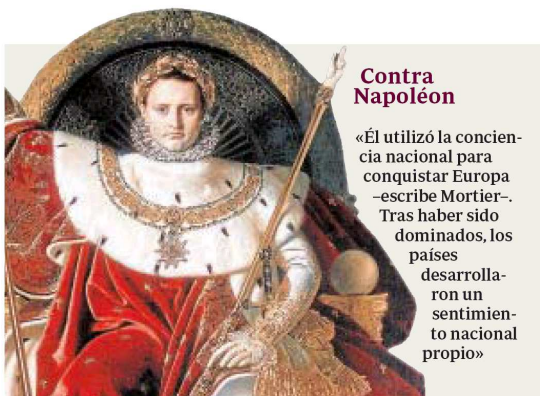 Contra
Napoléon
«Él utilizó la concien-
cia nacional para
conquistar Europa
–escribe Mortier–.
Tras haber sido
dominados, los
países
desarrolla-
ron un
sentimien-
to nacional
propio»